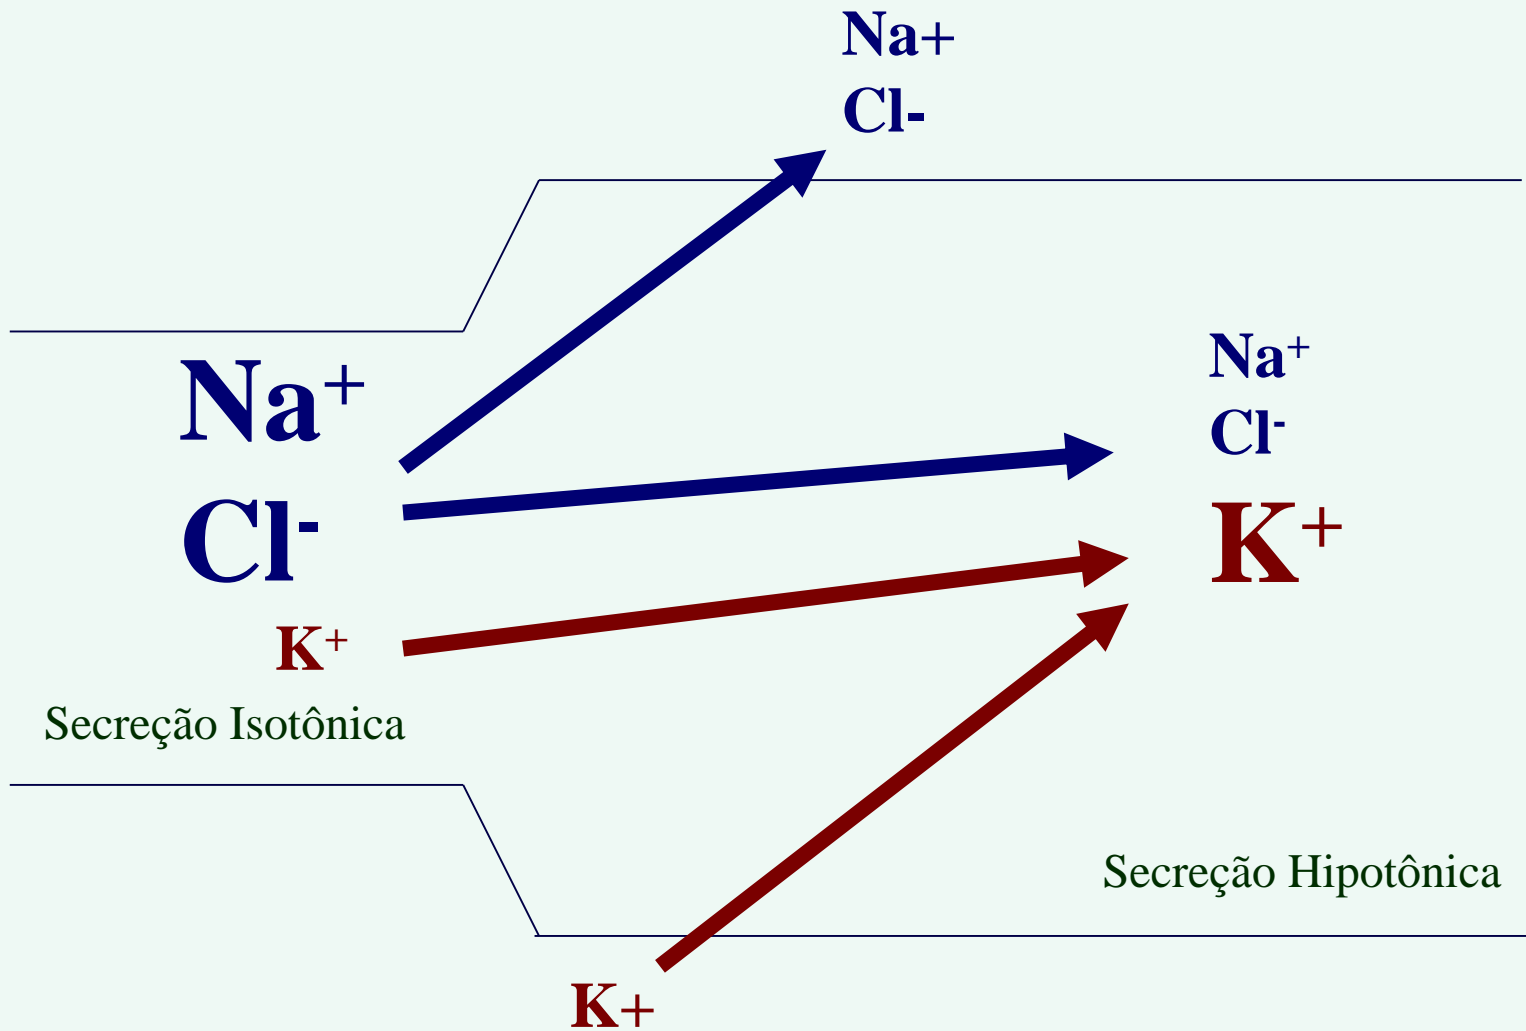 Na+
Cl-
Na⁺
Cl⁻
K⁺
Secreção Isotônica
Na⁺
Cl⁻
K⁺
Secreção Hipotônica
K+